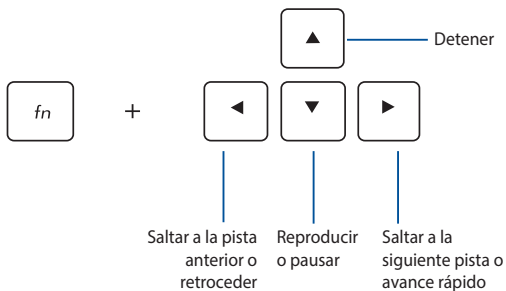 Detener
fn
+
Saltar a la pista
anterior o
retroceder
Reproducir
o pausar
Saltar a la
siguiente pista o
avance rápido